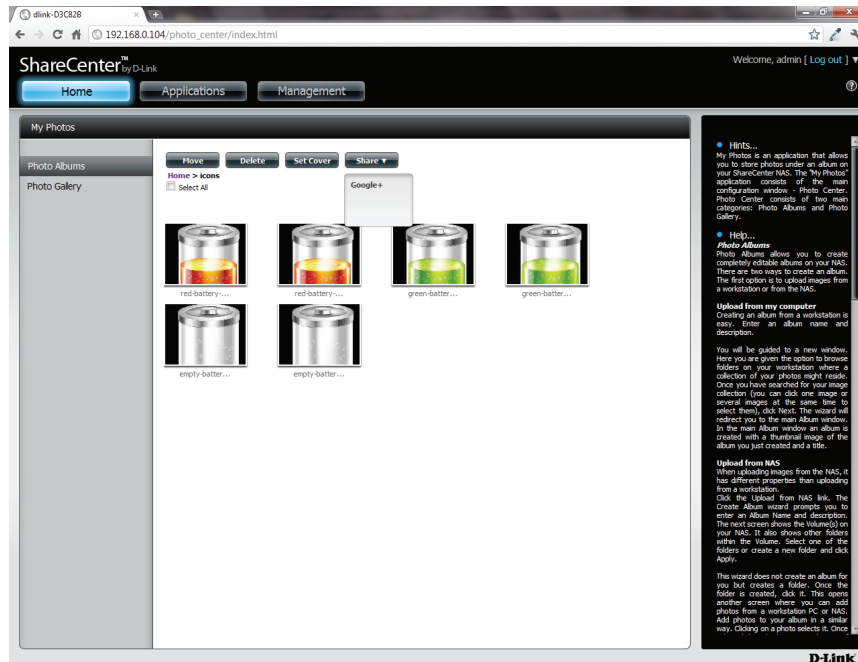 dlink-D3C82B
192.168.0.104/photo_center/index.html
ShareCenter™ by D-Link
Welcome, admin [ Log out ] ▼
Home
Applications
Management
My Photos
Photo Albums
Photo Gallery
Move
Delete
Set Cover
Share ▼
Home > icons
Select All
Google+
red-battery-...
red-battery-...
green-batter...
green-batter...
empty-batter...
empty-batter...
Hints...
My Photos is an application that allows
you to store photos under an album on
your ShareCenter NAS. The "My Photos"
application consists of the main
configuration window - Photo Center.
Photo Center consists of two main
categories: Photo Albums and Photo
Gallery.
Help...
Photo Albums
Photo Albums allows you to create
completely editable albums on your NAS.
There are two ways to create an album.
The first option is to upload images from
a workstation or from the NAS.
Upload from my computer
Creating an album from a workstation is
easy. Enter an album name and
description.
You will be guided to a new window.
Here you are given the option to browse
folders on your workstation where a
collection of your photos might reside.
Once you have searched for your image
collection (you can click one image or
several images at the same time to
select them), click Next. The wizard will
redirect you to the main Album window.
In the main Album window an album is
created with a thumbnail image of the
album you just created and a title.
Upload from NAS
When uploading images from the NAS, it
has different properties than uploading
from a workstation.
Click the Upload from NAS link. The
Create Album wizard prompts you to
enter an Album Name and description.
The next screen shows the Volume(s) on
your NAS. It also shows other folders
within the Volume. Select one of the
folders or create a new folder and click
Apply.
This wizard does not create an album for
you but creates a folder. Once the
folder is created, click it. This opens
another screen where you can add
photos from a workstation PC or NAS.
Add photos to your album in a similar
way. Clicking on a photo selects it. Once
D-Link